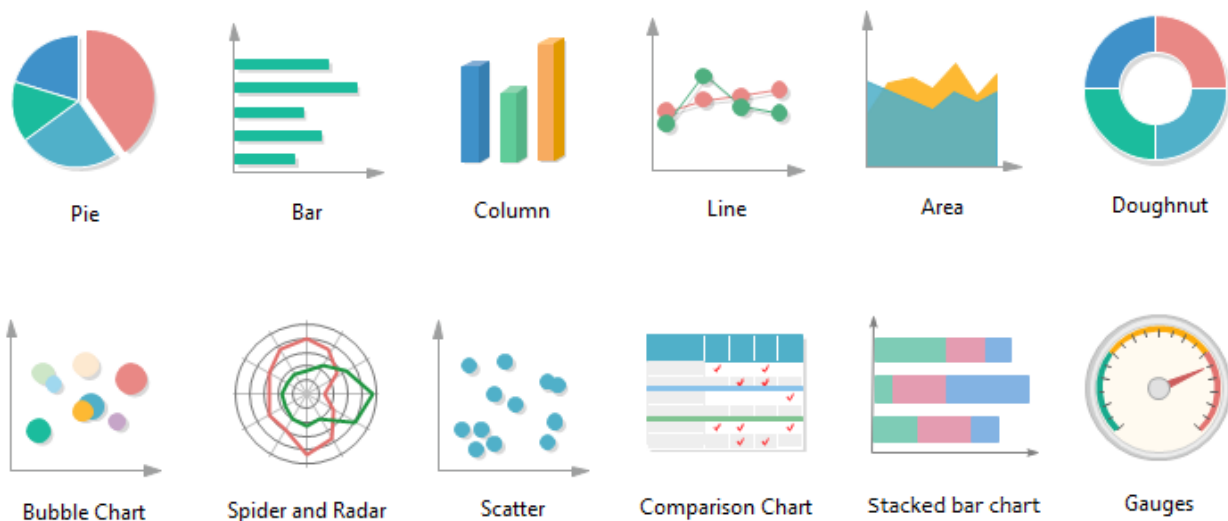 Pie
Bar
Column
Line
Area
Doughnut
Bubble Chart
Spider and Radar
Scatter
Comparison Chart
Stacked bar chart
Gauges